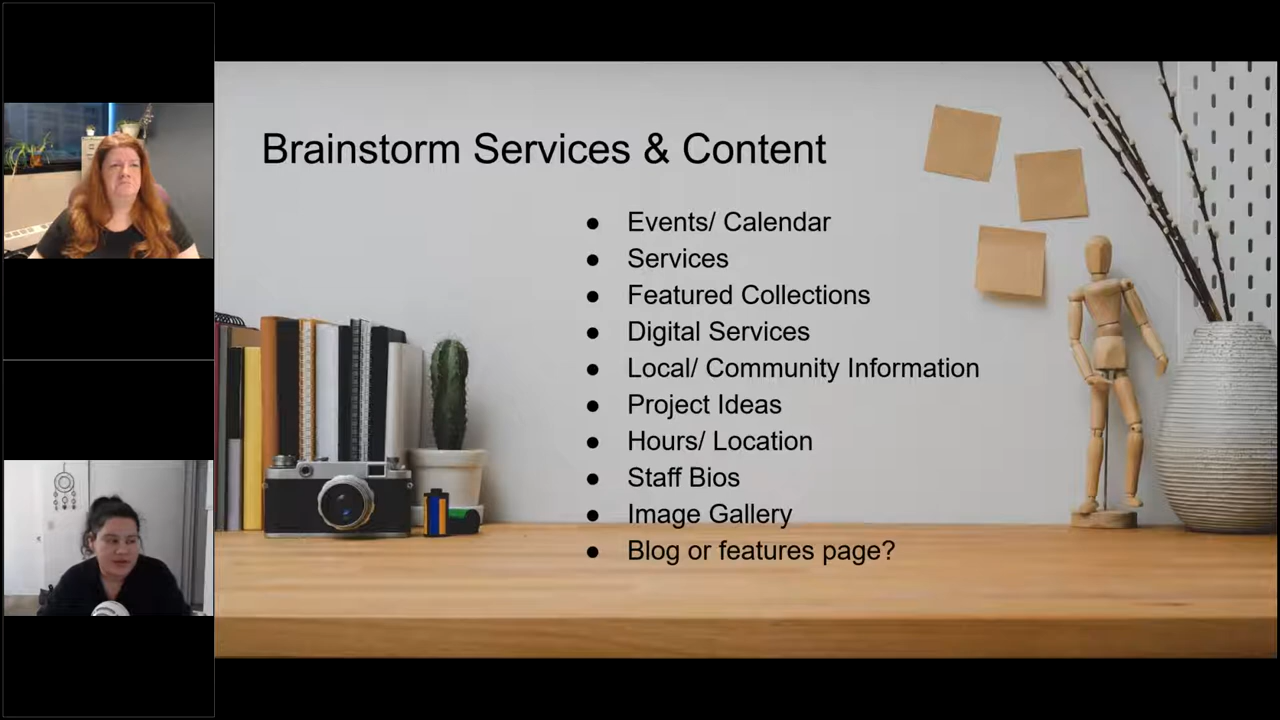 Brainstorm Services & Content
● Events/ Calendar
● Services
● Featured Collections
● Digital Services
● Local/ Community Information
● Project Ideas
● Hours/ Location
● Staff Bios
● Image Gallery
● Blog or features page?